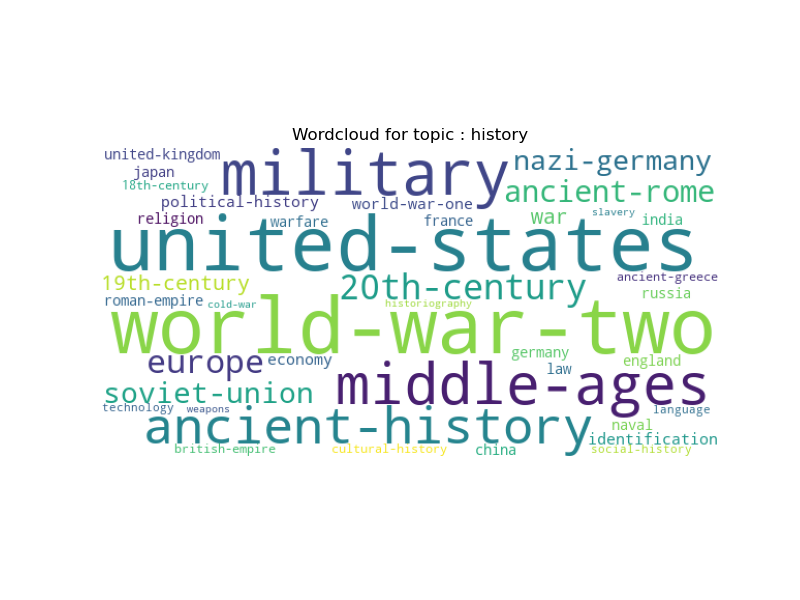 Wordcloud for topic : history
united-kingdom
military
nazi-germany
japan
18th-century
ancient-rome
political-history
world-war-one
religion
warfare
france
war
slavery
india
united-states
19th-century
20th-century
ancient-greece
roman-empire
cold-war
historiography
russia
world-war-two
europe
economy
germany
law
england
soviet-union
middle-ages
technology
weapons
language
ancient-history
naval
identification
british-empire
cultural-history
china
social-history